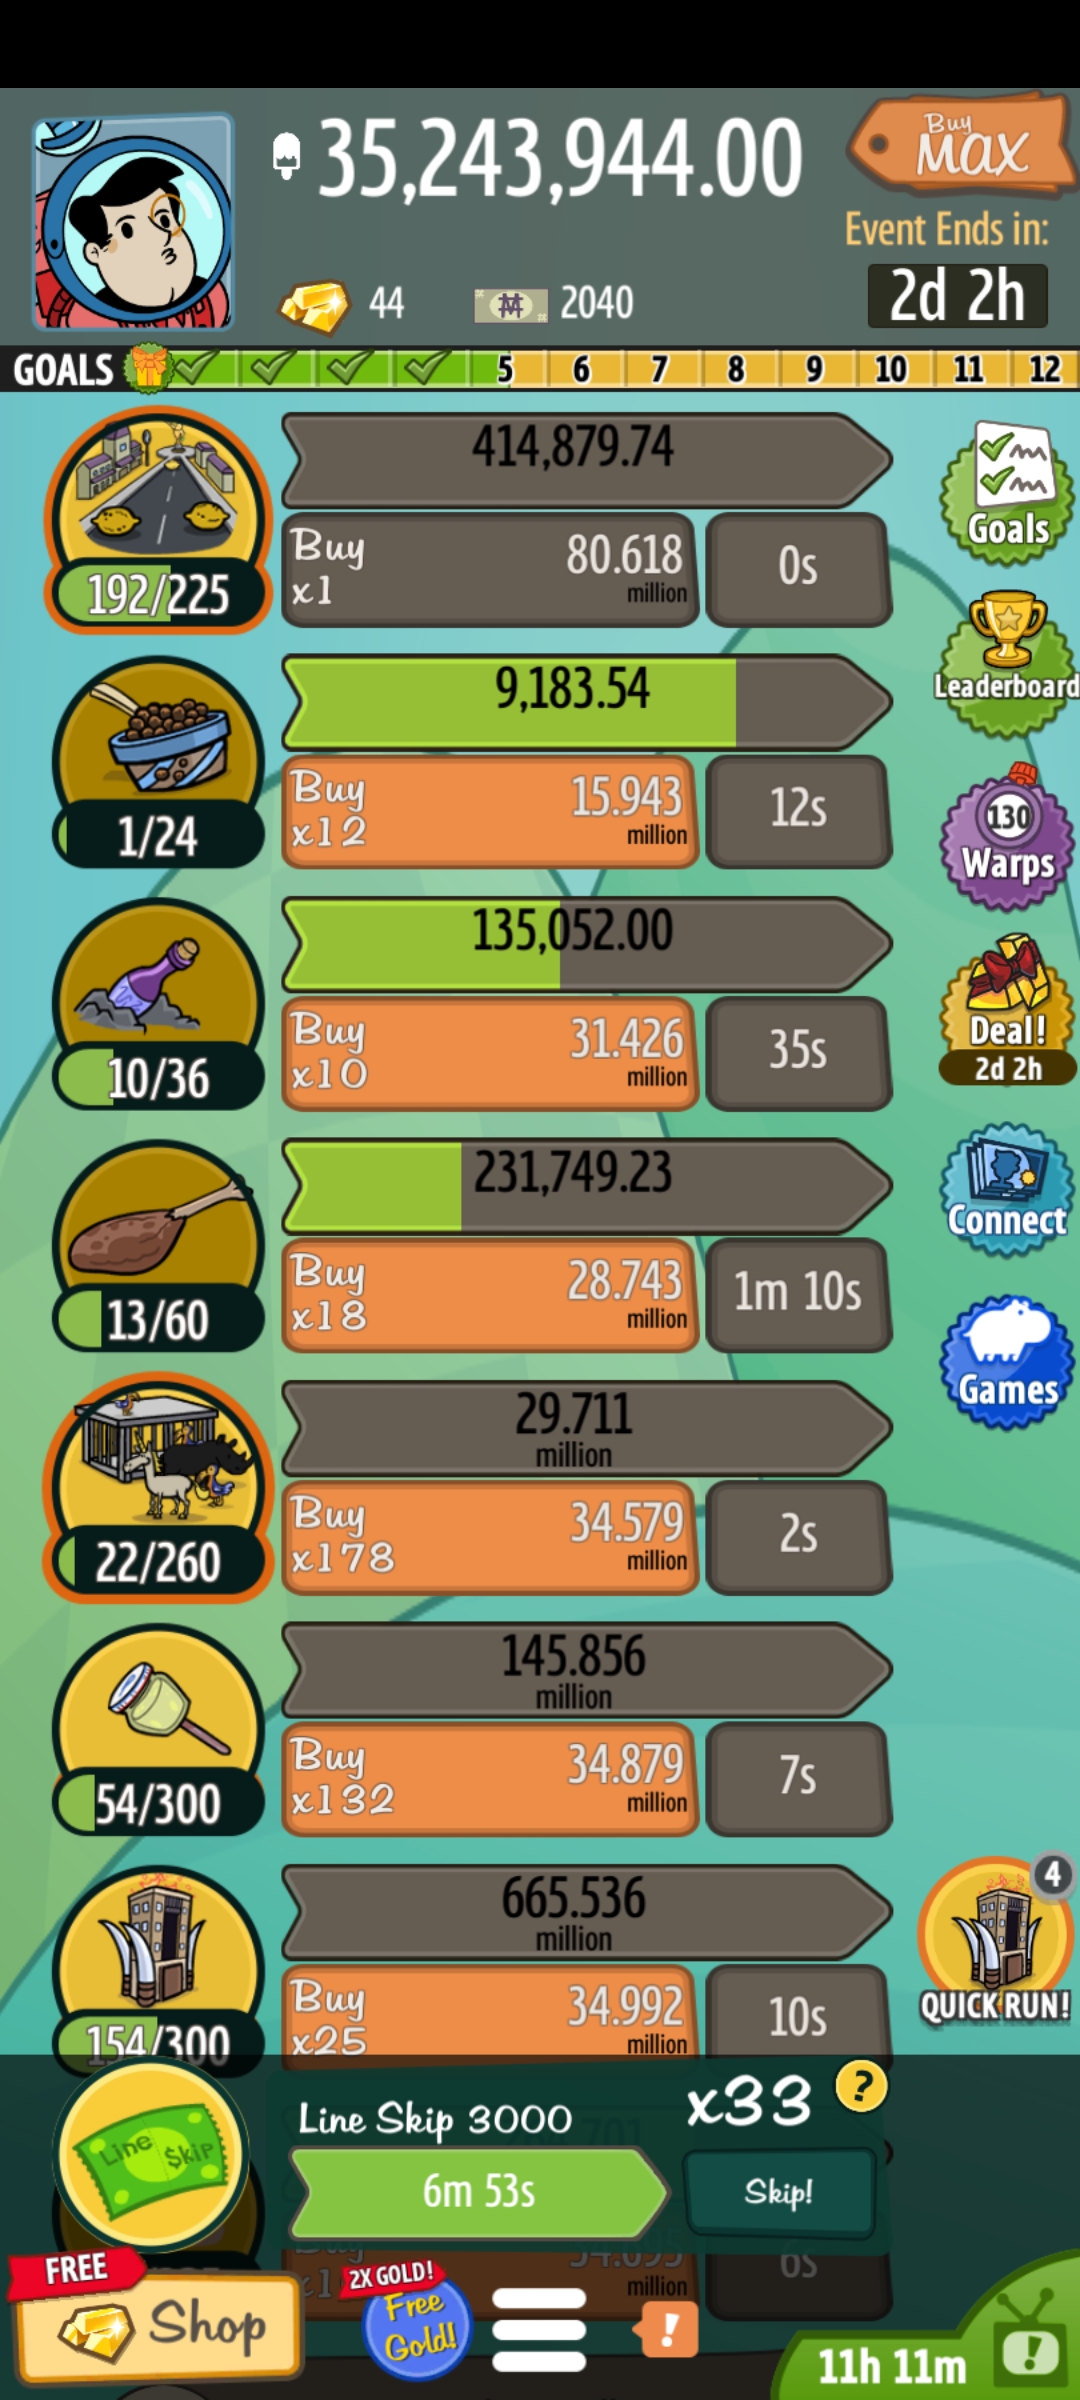 35,243,944.00
Buy
MAX
Event Ends in:
44
2040
2d 2h
GOALS 5 6 7 8 9 10 11 12
414,879.74
Buy
x1
80.618
million
0s
192/225
Goals
9,183.54
Buy
x12
15.943
million
12s
1/24
Leaderboard
130
Warps
135,052.00
Buy
x10
31.426
million
35s
10/36
Deal!
2d 2h
231,749.23
Buy
x18
28.743
million
1m 10s
13/60
Connect
Games
29.711
million
Buy
x178
34.579
million
2s
22/260
145.856
million
Buy
x132
34.879
million
7s
54/300
665.536
million
Buy
x25
34.992
million
10s
154/300
4
QUICK RUN!
Line Skip 3000
x33
?
Line $kip
6m 53s
Skip!
Buy
million
6s
FREE
Shop
2X GOLD!
Free
Gold!
!
11h 11m
!